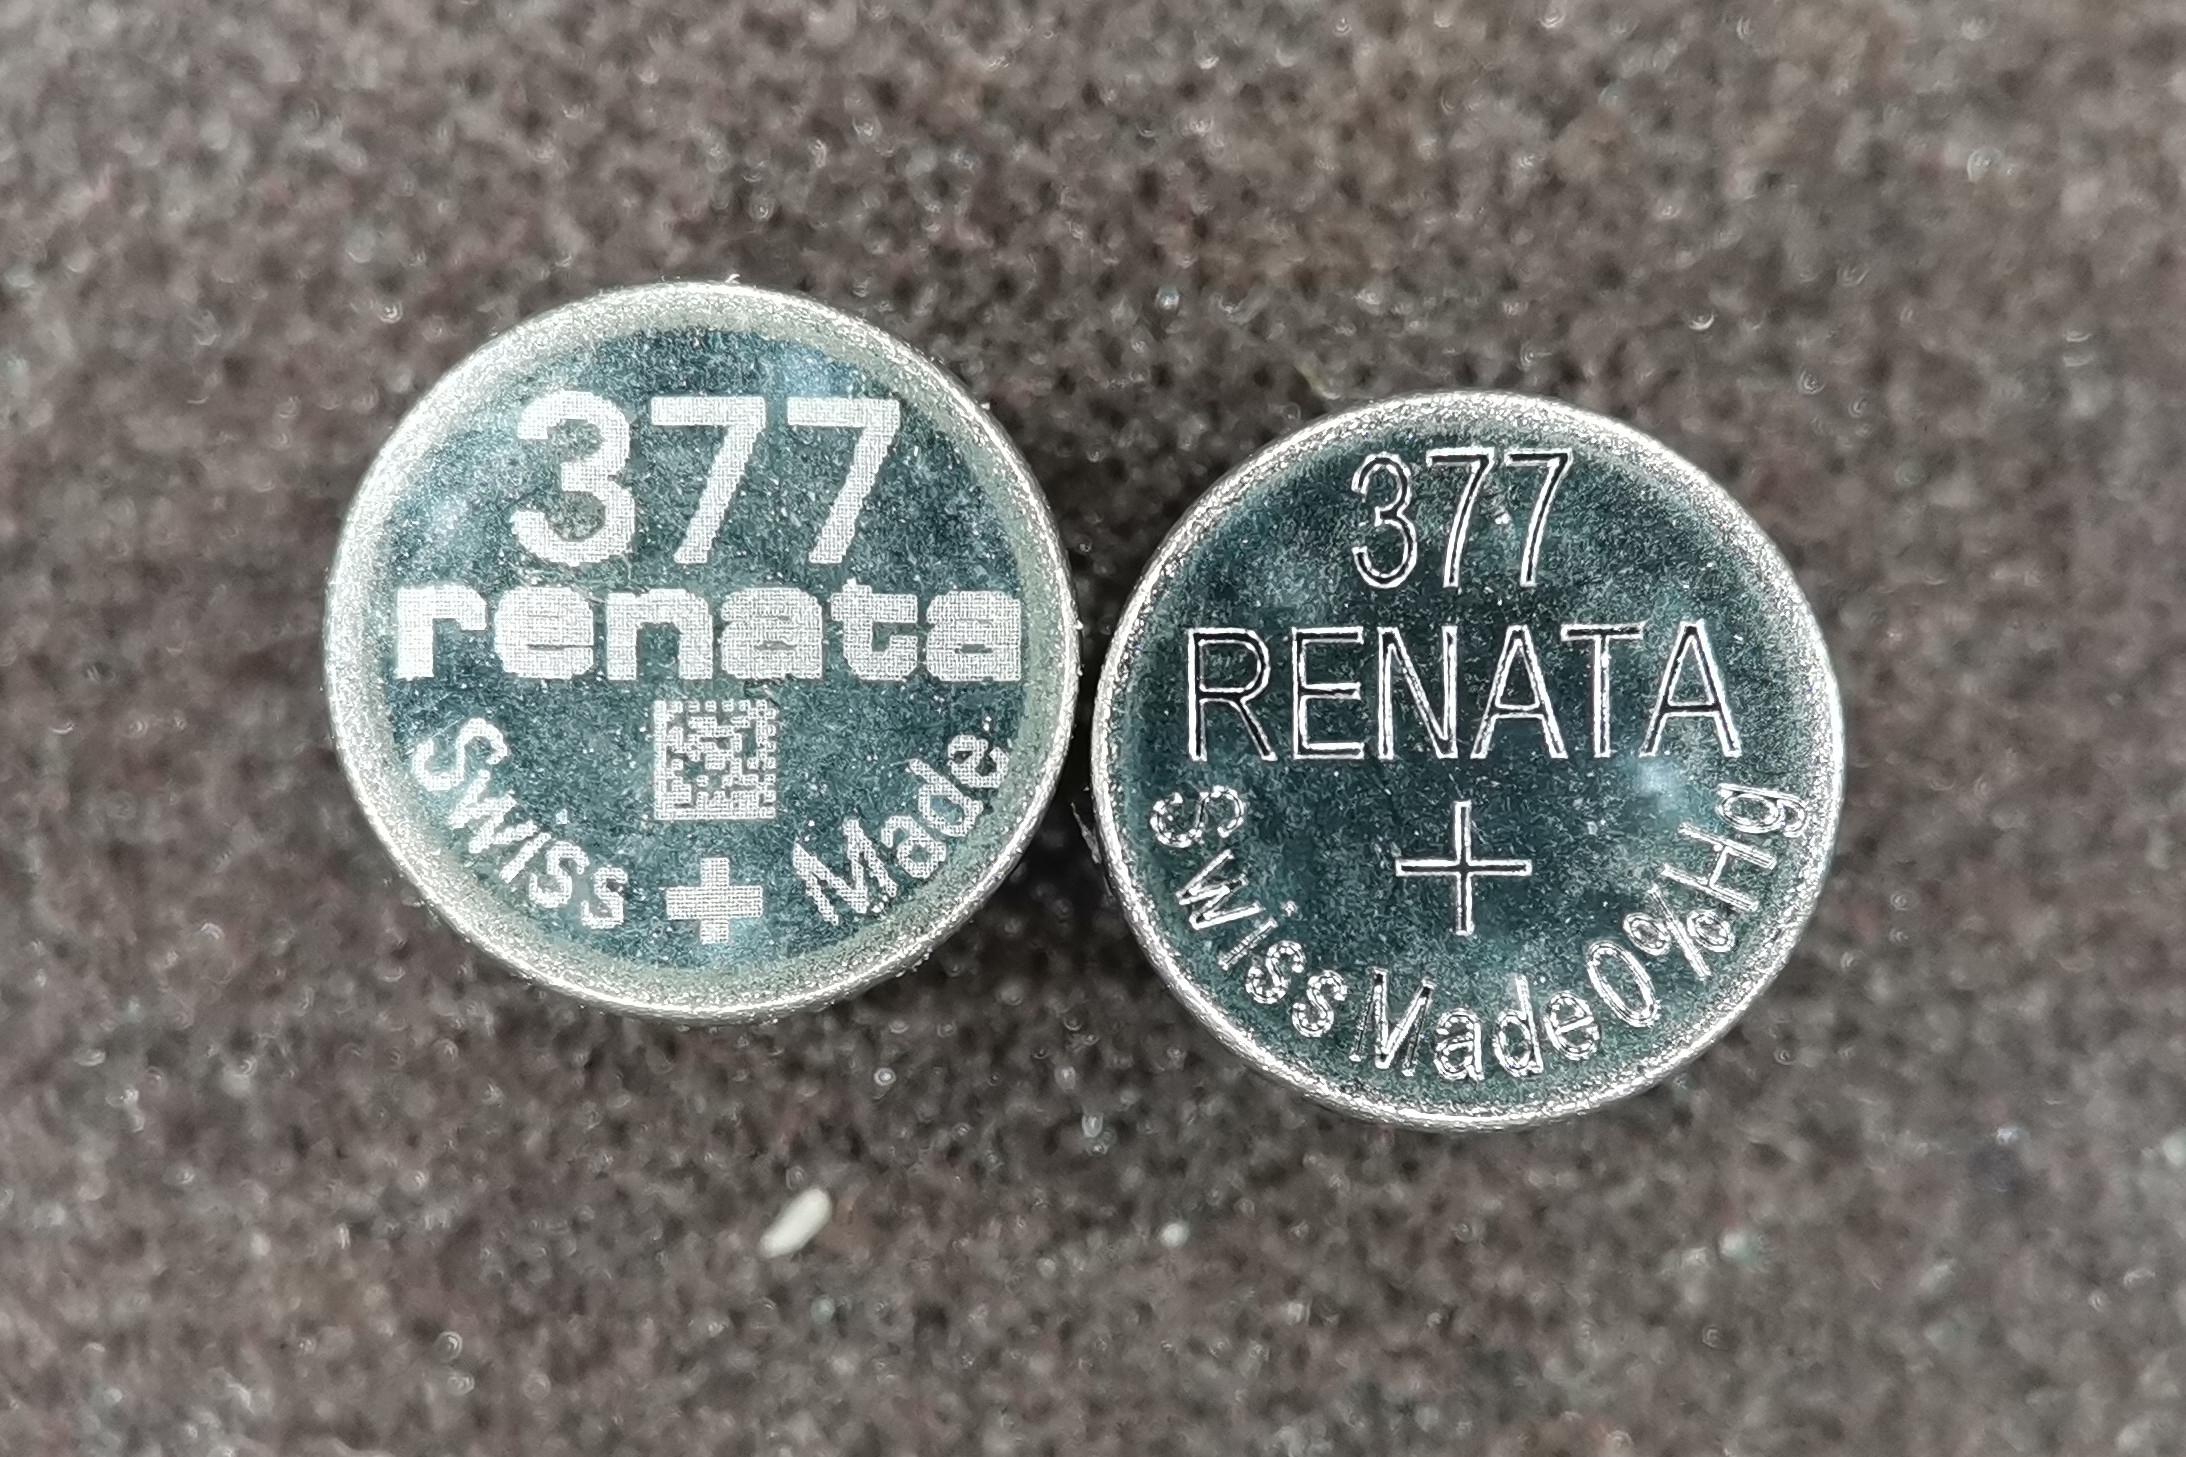 377
renata
Swiss + Made
377
RENATA
+
Swiss Made 0%Hg